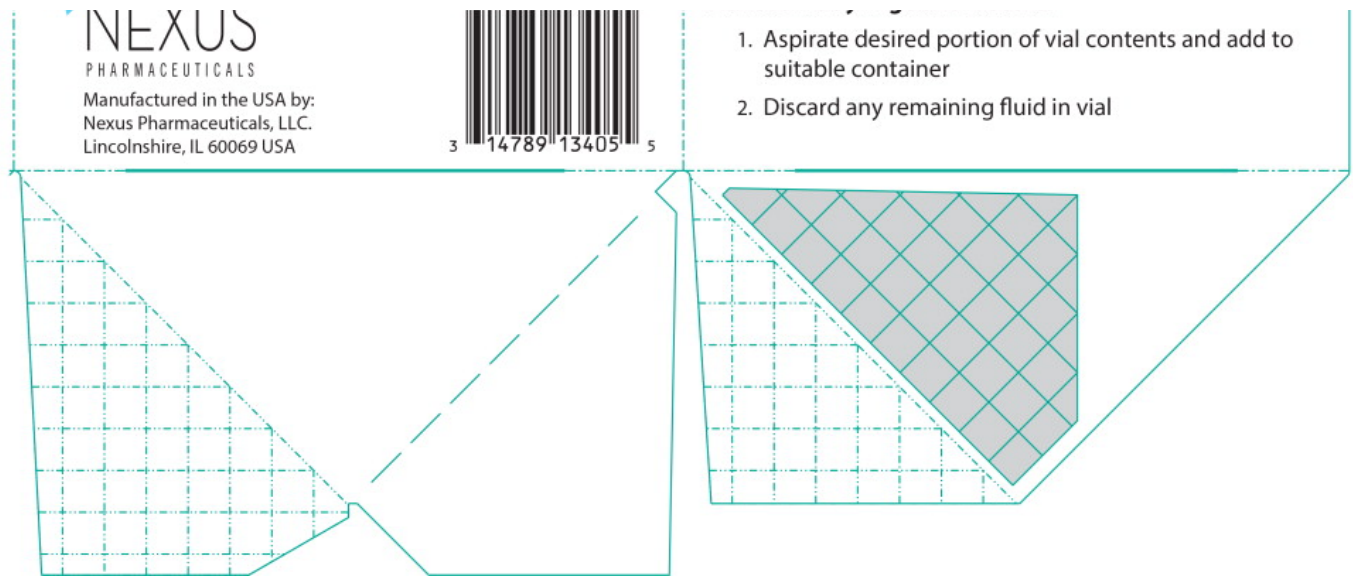 NEXUS
PHARMACEUTICALS
Manufactured in the USA by:
Nexus Pharmaceuticals, LLC.
Lincolnshire, IL 60069 USA
3 14789 13405 5
1. Aspirate desired portion of vial contents and add to
suitable container
2. Discard any remaining fluid in vial